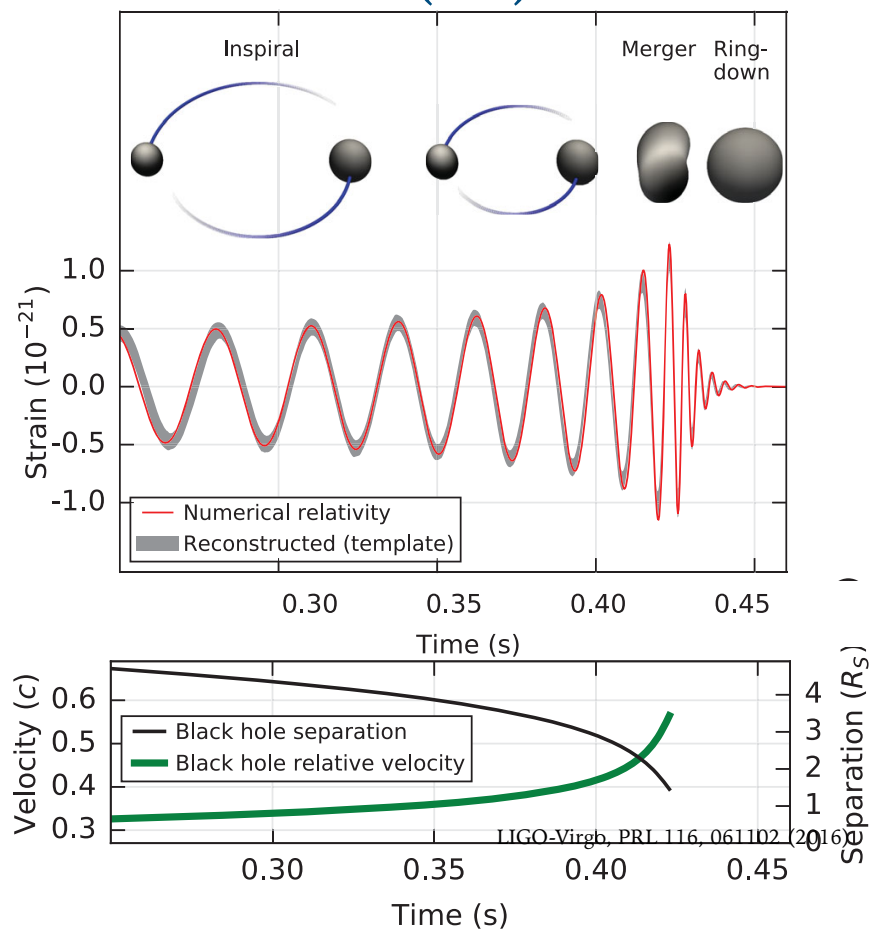 Inspiral
Merger
Ring-
down
Strain (10⁻²¹)
1.0
0.5
0.0
-0.5
-1.0
Numerical relativity
Reconstructed (template)
0.30 0.35 0.40 0.45
Time (s)
Velocity (c)
0.6
0.5
0.4
0.3
Black hole separation
Black hole relative velocity
4
3
2
1
0
Separation (R_S)
LIGO-Virgo, PRL 116, 061102 (2016)
0.30 0.35 0.40 0.45
Time (s)